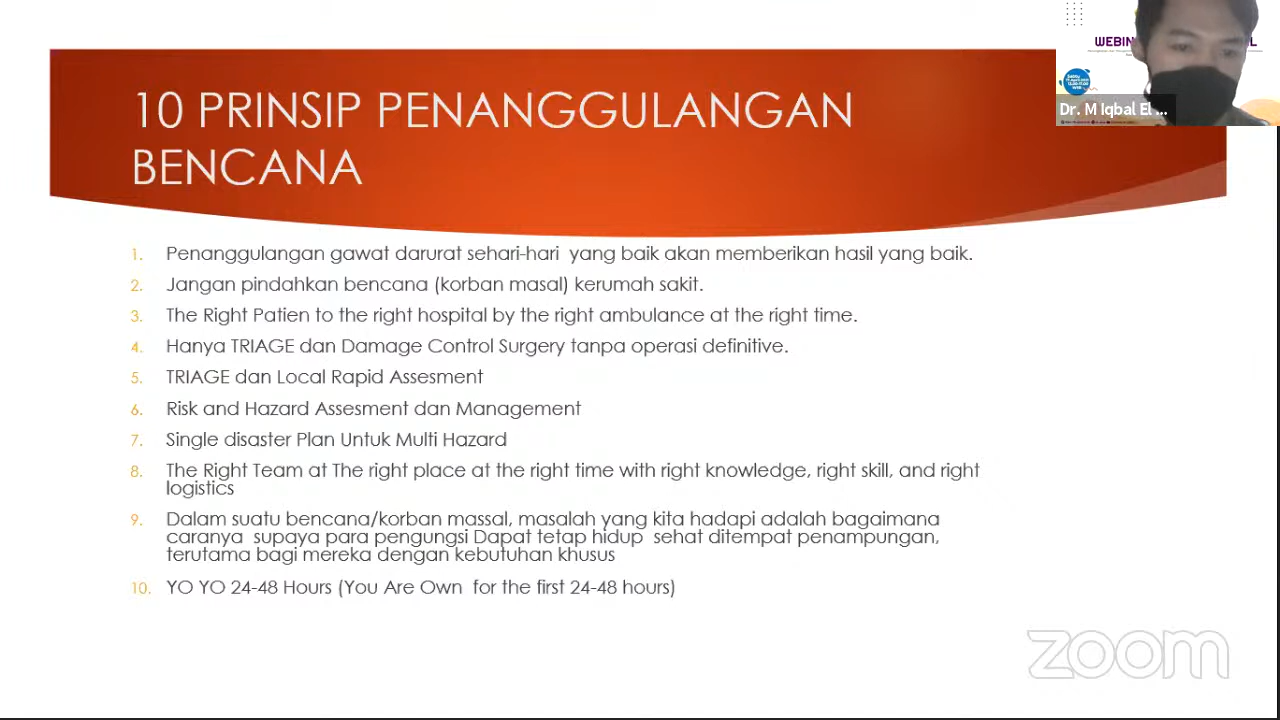 10 PRINSIP PENANGGULANGAN
BENCANA
1. Penanggulangan gawat darurat sehari-hari yang baik akan memberikan hasil yang baik.
2. Jangan pindahkan bencana (korban masal) kerumah sakit.
3. The Right Patien to the right hospital by the right ambulance at the right time.
4. Hanya TRIAGE dan Damage Control Surgery tanpa operasi definitive.
5. TRIAGE dan Local Rapid Assesment
6. Risk and Hazard Assesment dan Management
7. Single disaster Plan Untuk Multi Hazard
8. The Right Team at The right place at the right time with right knowledge, right skill, and right
logistics
9. Dalam suatu bencana/korban massal, masalah yang kita hadapi adalah bagaimana
caranya supaya para pengungsi Dapat tetap hidup sehat ditempat penampungan,
terutama bagi mereka dengan kebutuhan khusus
10. YO YO 24-48 Hours (You Are Own for the first 24-48 hours)
WEBIN
Dr. M Iqbal El ...
zoom